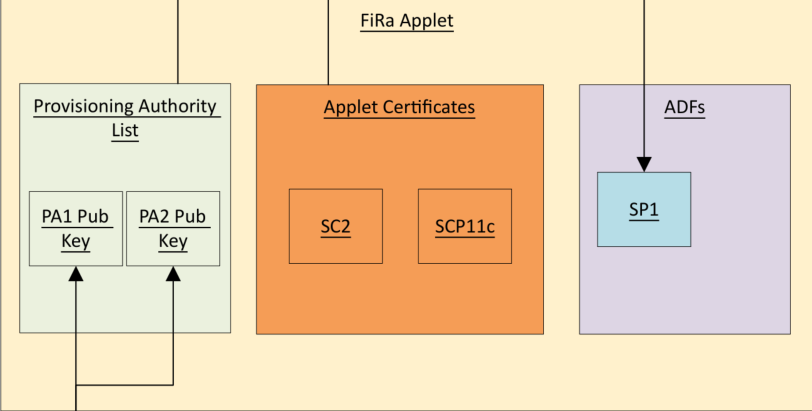 FiRa Applet
Provisioning Authority
List
Applet Certificates
ADFs
PA1 Pub
Key
PA2 Pub
Key
SC2
SCP11c
SP1